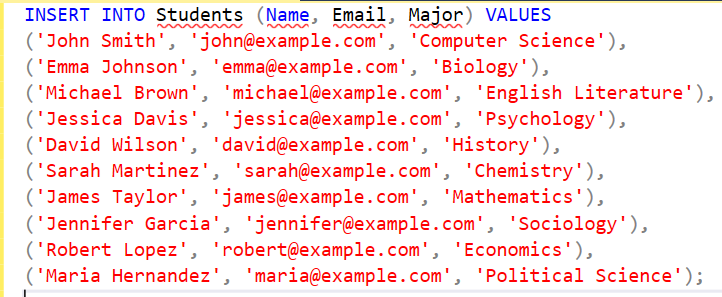 INSERT INTO Students (Name, Email, Major) VALUES
('John Smith', 'john@example.com', 'Computer Science'),
('Emma Johnson', 'emma@example.com', 'Biology'),
('Michael Brown', 'michael@example.com', 'English Literature'),
('Jessica Davis', 'jessica@example.com', 'Psychology'),
('David Wilson', 'david@example.com', 'History'),
('Sarah Martinez', 'sarah@example.com', 'Chemistry'),
('James Taylor', 'james@example.com', 'Mathematics'),
('Jennifer Garcia', 'jennifer@example.com', 'Sociology'),
('Robert Lopez', 'robert@example.com', 'Economics'),
('Maria Hernandez', 'maria@example.com', 'Political Science');